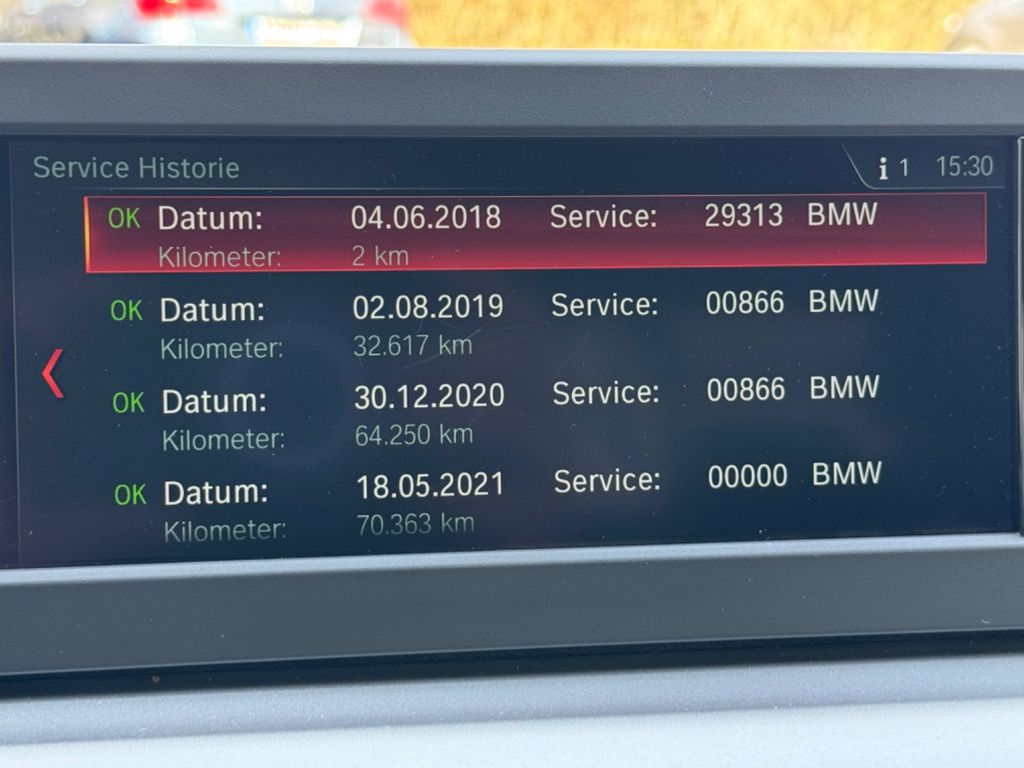 Service Historie i 1 15:30
OK Datum: 04.06.2018 Service: 29313 BMW
Kilometer: 2 km
OK Datum: 02.08.2019 Service: 00866 BMW
Kilometer: 32.617 km
OK Datum: 30.12.2020 Service: 00866 BMW
Kilometer: 64.250 km
OK Datum: 18.05.2021 Service: 00000 BMW
Kilometer: 70.363 km